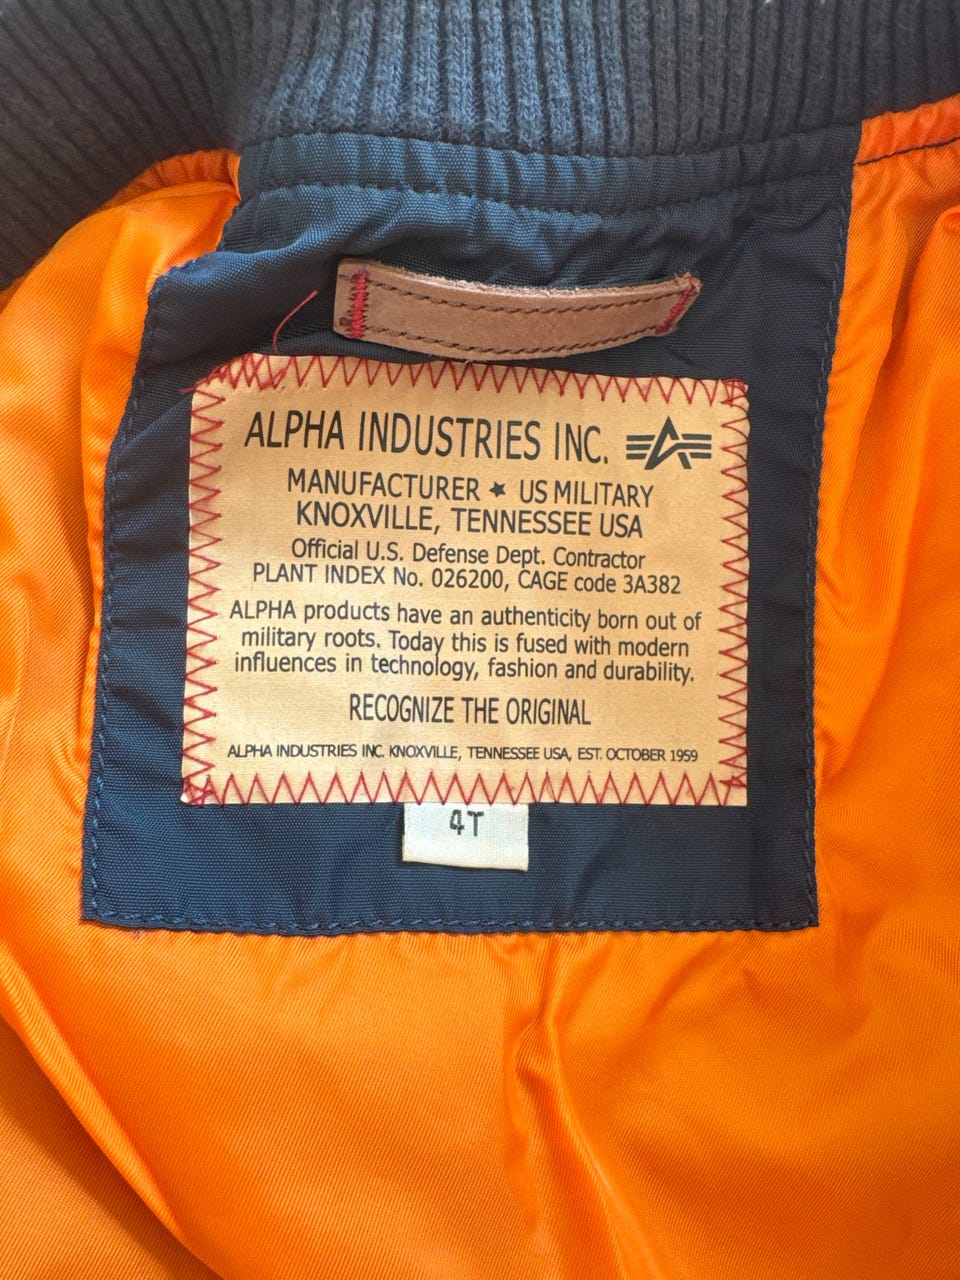 ALPHA INDUSTRIES INC.
MANUFACTURER ★ US MILITARY
KNOXVILLE, TENNESSEE USA
Official U.S. Defense Dept. Contractor
PLANT INDEX No. 026200, CAGE code 3A382
ALPHA products have an authenticity born out of
military roots. Today this is fused with modern
influences in technology, fashion and durability.
RECOGNIZE THE ORIGINAL
ALPHA INDUSTRIES INC. KNOXVILLE, TENNESSEE USA, EST. OCTOBER 1959
4T